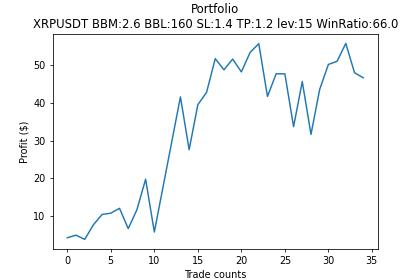 Portfolio
XRPUSDT BBM:2.6 BBL:160 SL:1.4 TP:1.2 lev:15 WinRatio:66.0
50
40
30
20
10
Profit ($)
0 5 10 15 20 25 30 35
Trade counts